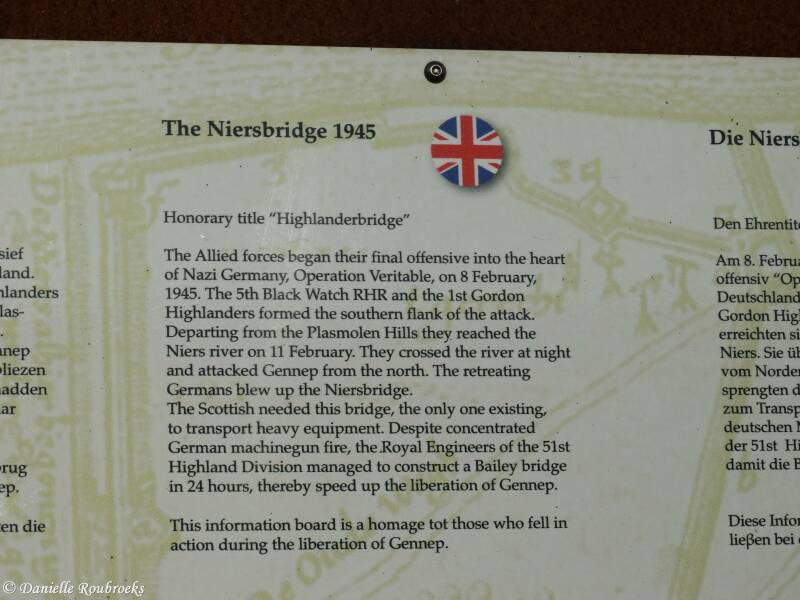 The Niersbridge 1945
Honorary title “Highlanderbridge”
The Allied forces began their final offensive into the heart
of Nazi Germany, Operation Veritable, on 8 February,
1945. The 5th Black Watch RHR and the 1st Gordon
Highlanders formed the southern flank of the attack.
Departing from the Plasmolen Hills they reached the
Niers river on 11 February. They crossed the river at night
and attacked Gennep from the north. The retreating
Germans blew up the Niersbridge.
The Scottish needed this bridge, the only one existing,
to transport heavy equipment. Despite concentrated
German machinegun fire, the Royal Engineers of the 51st
Highland Division managed to construct a Bailey bridge
in 24 hours, thereby speed up the liberation of Gennep.
This information board is a homage tot those who fell in
action during the liberation of Gennep.
Die Niers
Den Ehrentite
Am 8. Februa
offensiv “Op
Deutschland
Gordon High
erreichten si
Niers. Sie üb
vom Norden
sprengten d
zum Transp
deutschen M
der 51st Hi
damit die B
Diese Infor
ließen bei
sief
land.
hlanders
las-
nnep
bliezen
hadden
ar
brug
ep.
en die
© Danielle Roubroeks